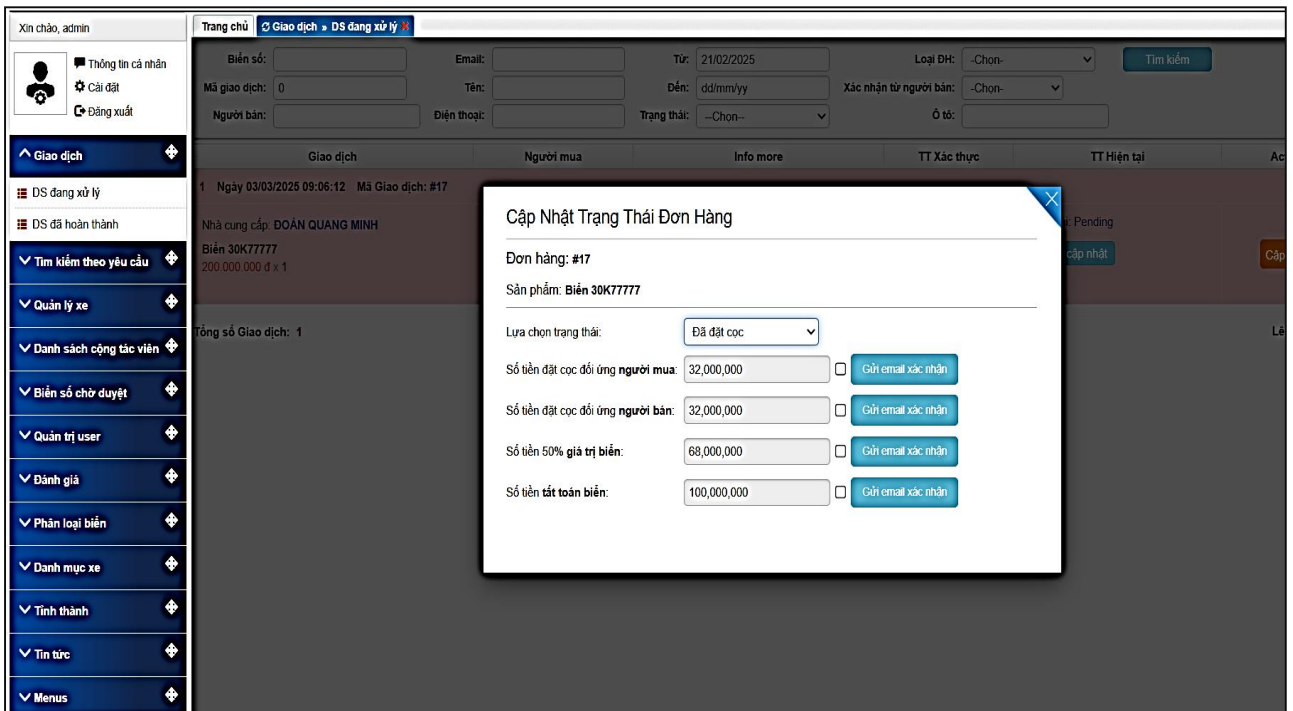 Xin chào, admin
Thông tin cá nhân
Cài đặt
Đăng xuất
Giao dịch
DS đang xử lý
DS đã hoàn thành
Tìm kiếm theo yêu cầu
Quản lý xe
Danh sách cộng tác viên
Biển số chờ duyệt
Quản trị user
Đánh giá
Phân loại biển
Danh mục xe
Tỉnh thành
Tin tức
Menus
Trang chủ Giao dịch » DS đang xử lý
Biển số: Email: Từ: 21/02/2025 Loại ĐH: -Chọn- Tìm kiếm
Mã giao dịch: 0 Tên: Đến: dd/mm/yy Xác nhận từ người bán: -Chọn-
Người bán: Điện thoại: Trạng thái: --Chọn-- Ô tô:
Giao dịch Người mua Info more TT Xác thực TT Hiện tại
1 Ngày 03/03/2025 09:06:12 Mã Giao dịch: #17
Nhà cung cấp: ĐOÀN QUANG MINH Pending
Biển 30K77777 cập nhật
200.000.000 đ x 1
Tổng số Giao dịch: 1
Cập Nhật Trạng Thái Đơn Hàng
Đơn hàng: #17
Sản phẩm: Biển 30K77777
Lựa chọn trạng thái: Đã đặt cọc
Số tiền đặt cọc đối ứng người mua: 32,000,000 Gửi email xác nhận
Số tiền đặt cọc đối ứng người bán: 32,000,000 Gửi email xác nhận
Số tiền 50% giá trị biển: 68,000,000 Gửi email xác nhận
Số tiền tất toán biển: 100,000,000 Gửi email xác nhận